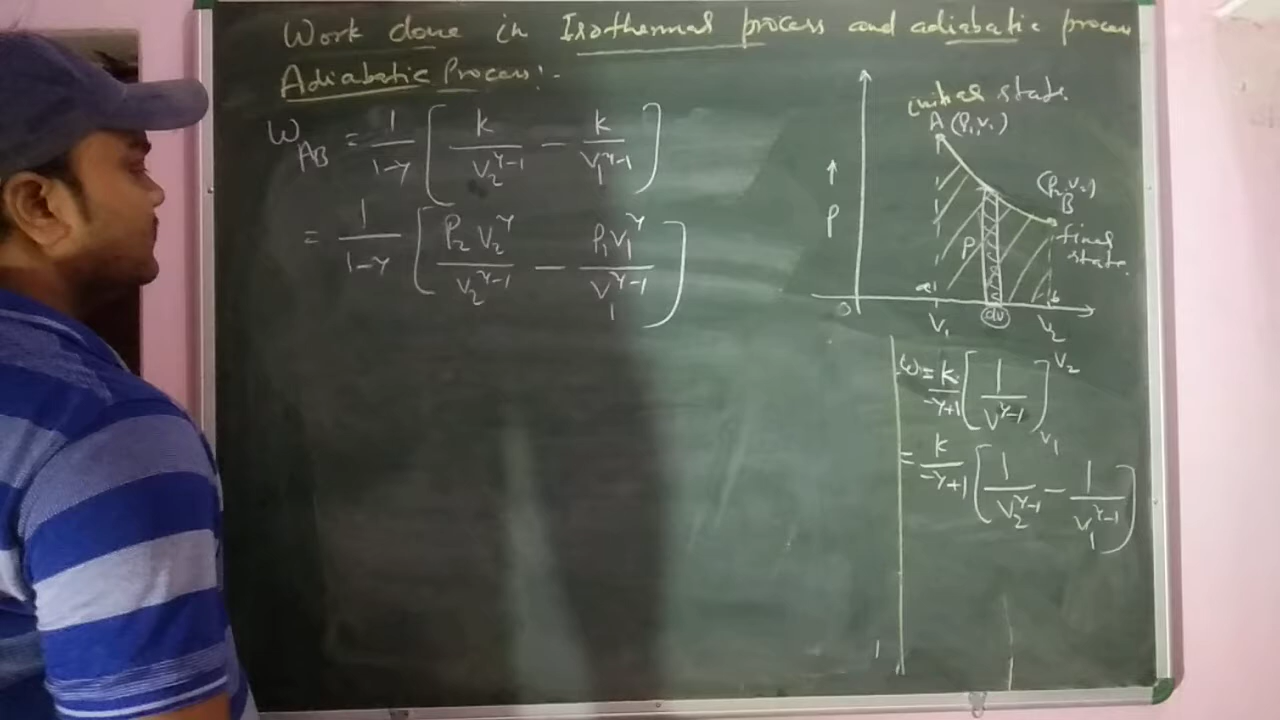 Work done in Isothermal process and adiabatic process
Adiabatic Process:-
W_AB = 1/(1-γ) [ K/V₂^(γ-1) - K/V₁^(γ-1) ]
= 1/(1-γ) [ P₂V₂^γ/V₂^(γ-1) - P₁V₁^γ/V₁^(γ-1) ]
initial state
A (P₁, V₁)
(P₂, V₂)
B
final state.
↑
P
P
a
b
O
V₁
dv
V₂
W = K/(-γ+1) [ 1/V^(γ-1) ]_V₁^V₂
= K/(-γ+1) [ 1/V₂^(γ-1) - 1/V₁^(γ-1) ]